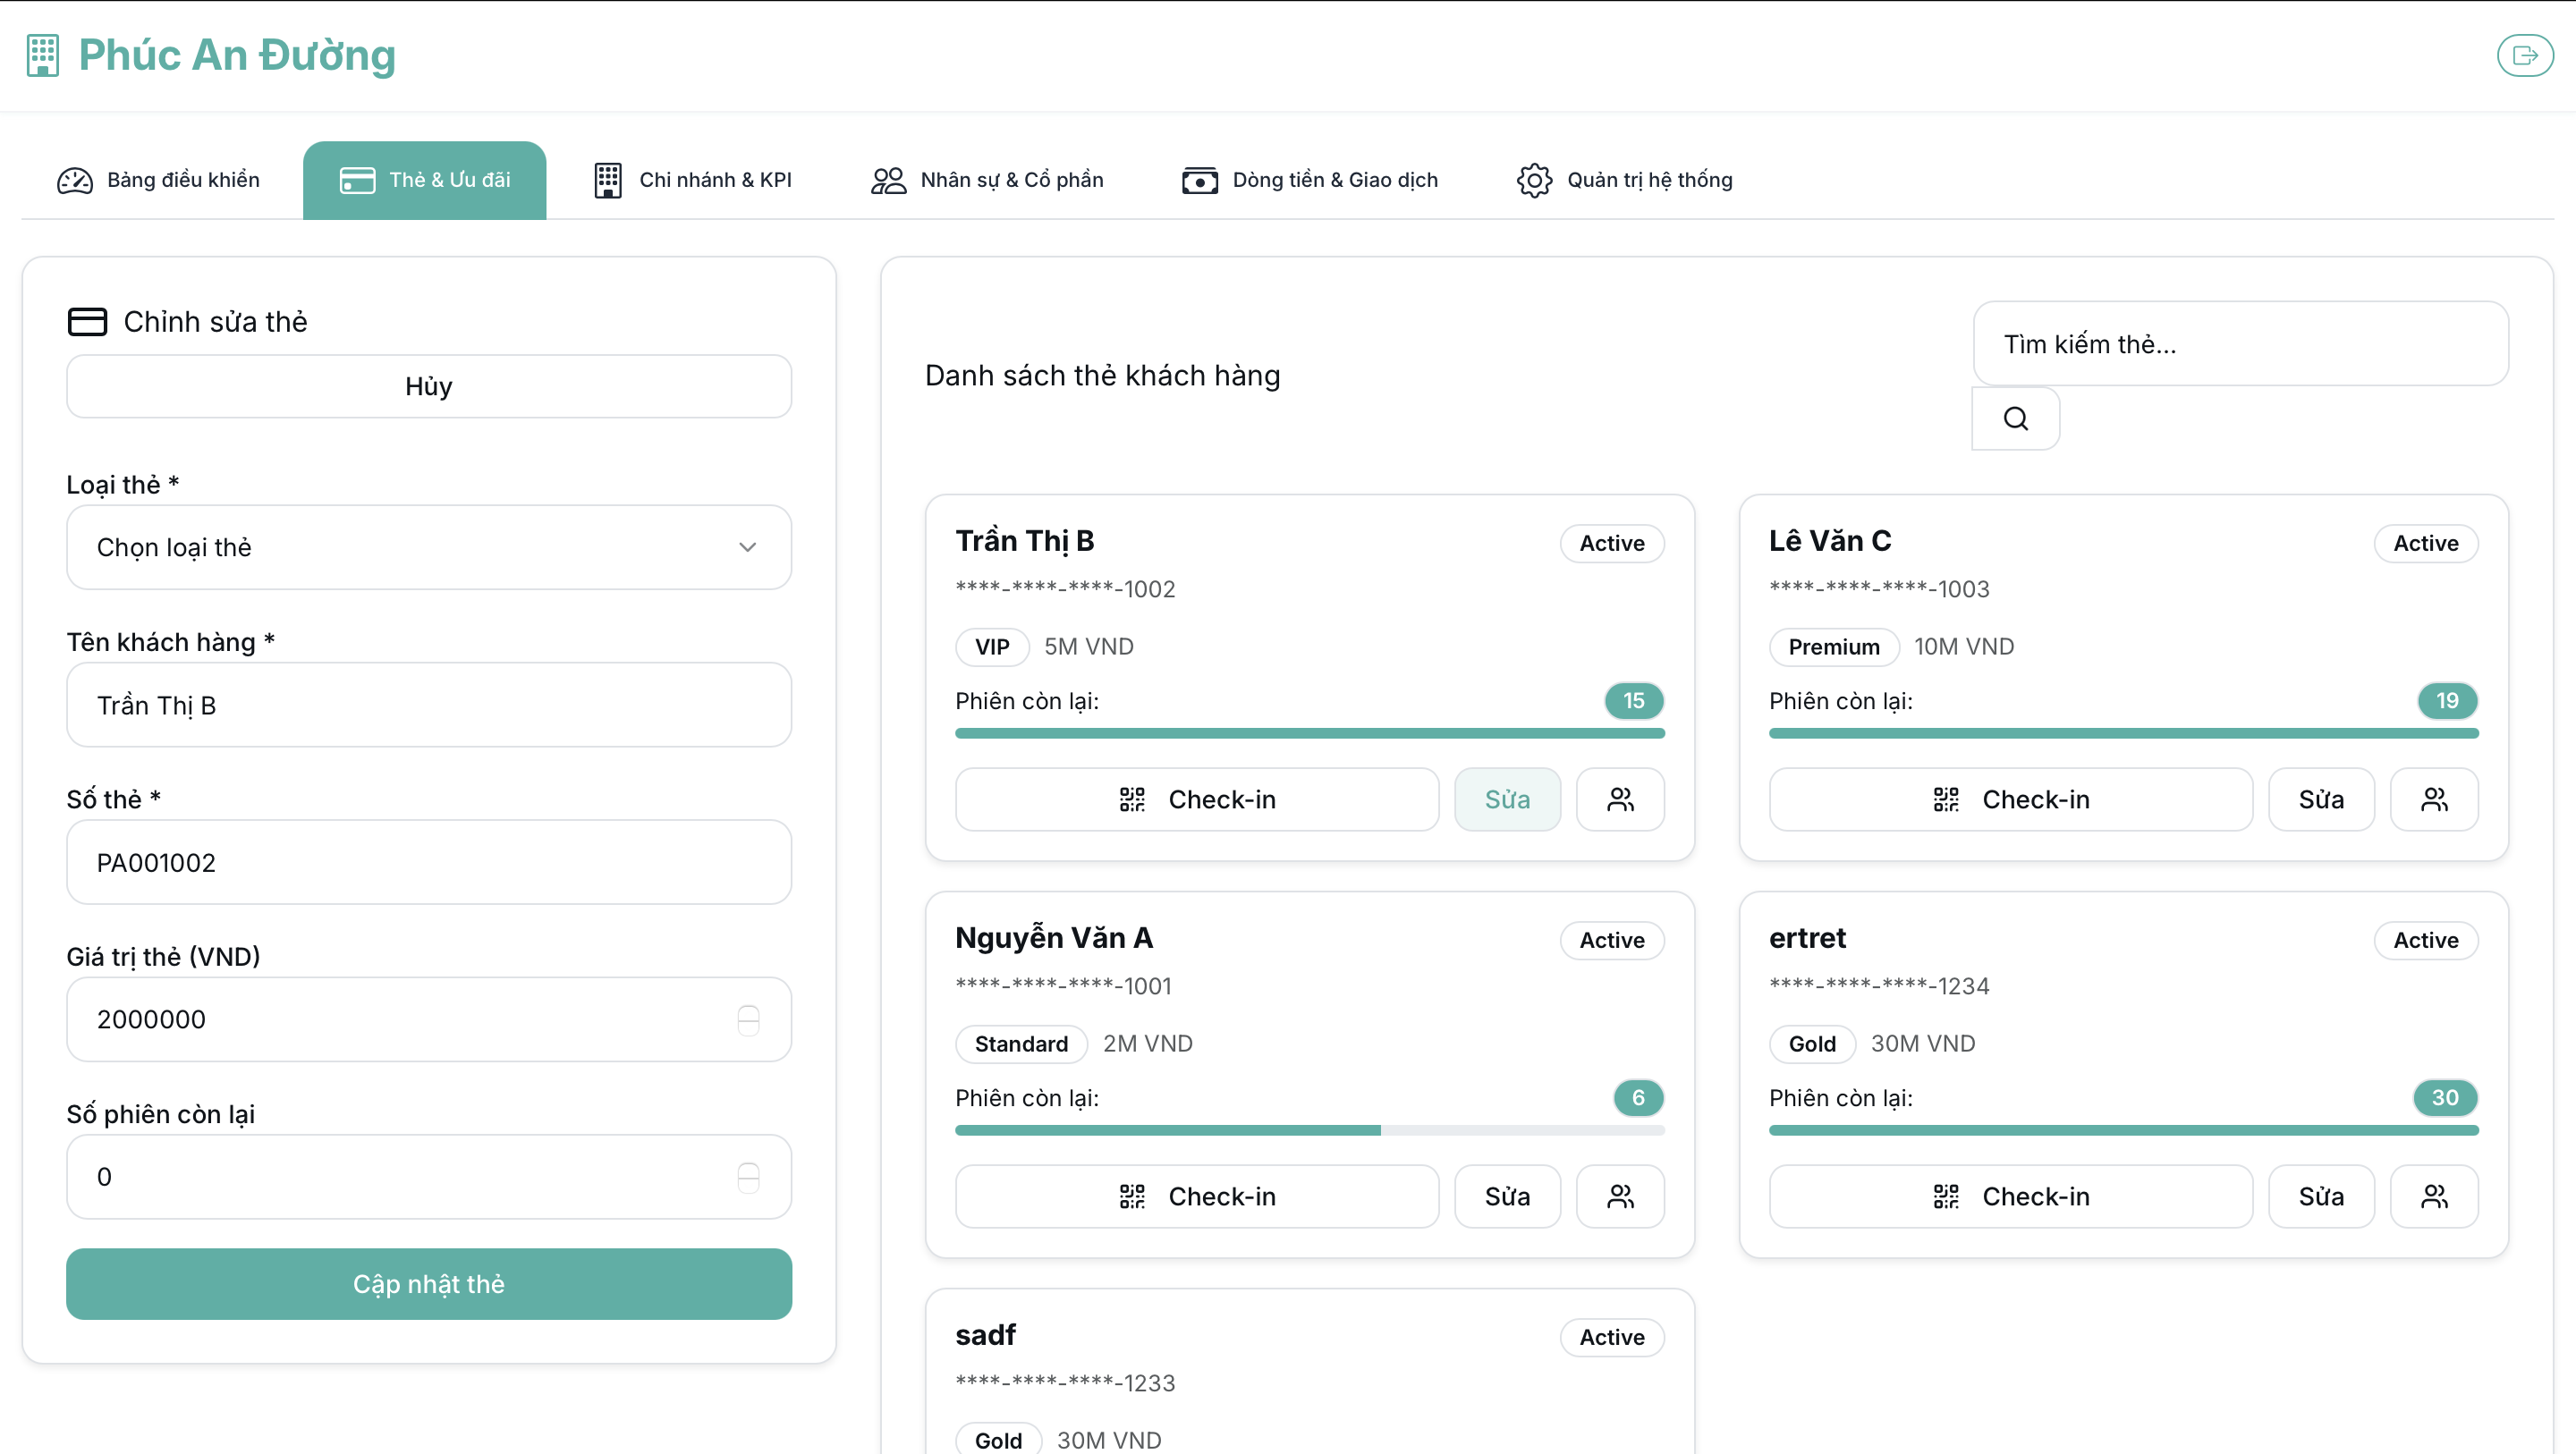 Phúc An Đường
Bảng điều khiển
Thẻ & Ưu đãi
Chi nhánh & KPI
Nhân sự & Cổ phần
Dòng tiền & Giao dịch
Quản trị hệ thống
Chỉnh sửa thẻ
Hủy
Loại thẻ *
Chọn loại thẻ
Tên khách hàng *
Trần Thị B
Số thẻ *
PA001002
Giá trị thẻ (VND)
2000000
Số phiên còn lại
0
Cập nhật thẻ
Danh sách thẻ khách hàng
Tìm kiếm thẻ...
Trần Thị B
Active
****-****-****-1002
VIP 5M VND
Phiên còn lại: 15
Check-in Sửa
Lê Văn C
Active
****-****-****-1003
Premium 10M VND
Phiên còn lại: 19
Check-in Sửa
Nguyễn Văn A
Active
****-****-****-1001
Standard 2M VND
Phiên còn lại: 6
Check-in Sửa
ertret
Active
****-****-****-1234
Gold 30M VND
Phiên còn lại: 30
Check-in Sửa
sadf
Active
****-****-****-1233
Gold 30M VND